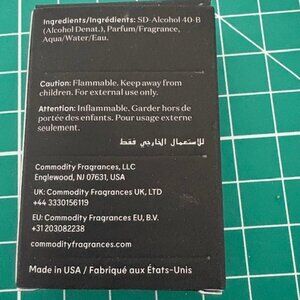 Ingredients/Ingrédients: SD-Alcohol 40-B
(Alcohol Denat.), Parfum/Fragrance,
Aqua/Water/Eau.
Caution: Flammable. Keep away from
children. For external use only.
Attention: Inflammable. Garder hors de
portée des enfants. Pour usage externe
seulement.
للاستعمال الخارجي فقط
Commodity Fragrances, LLC
Englewood, NJ 07631, USA
UK: Commodity Fragrances UK, LTD
+44 3330156119
EU: Commodity Fragrances EU, B.V.
+31 203082238
commodityfragrances.com
Made in USA / Fabriqué aux États-Unis